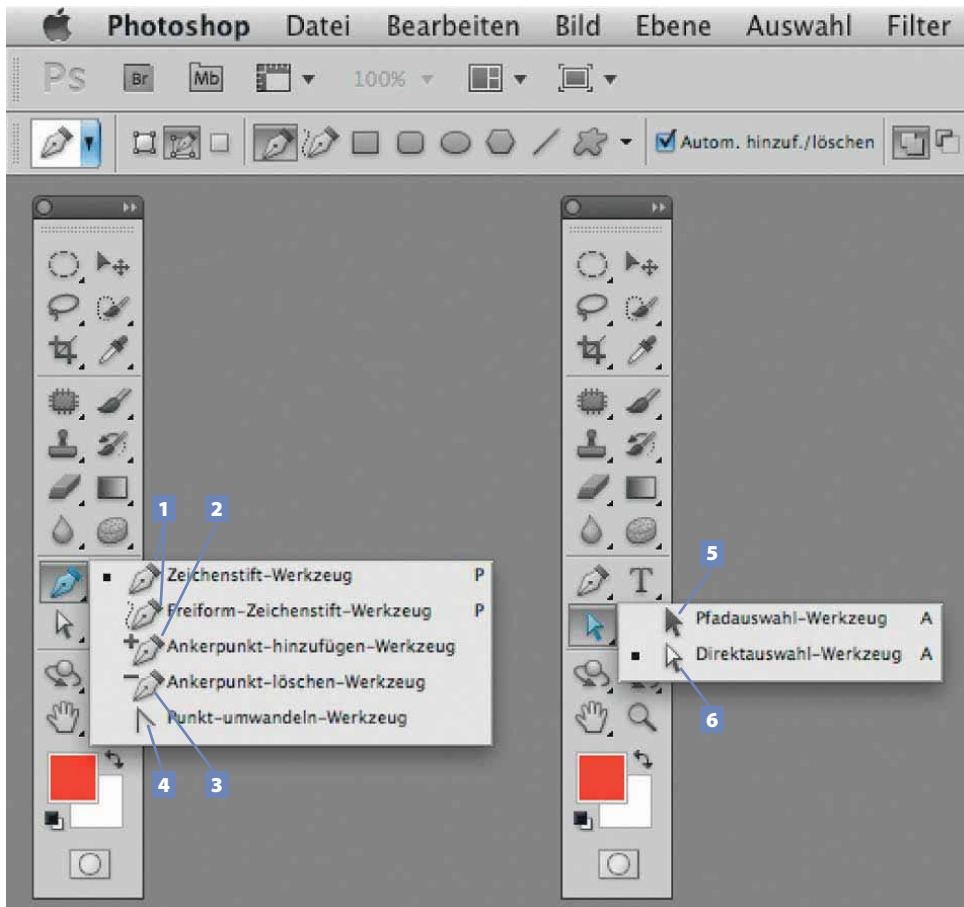 Photoshop Datei Bearbeiten Bild Ebene Auswahl Filter
Ps Br Mb 100%
Autom. hinzuf./löschen
1 2
Zeichenstift-Werkzeug P
Freiform-Zeichenstift-Werkzeug P
Ankerpunkt-hinzufügen-Werkzeug
Ankerpunkt-löschen-Werkzeug
Punkt-umwandeln-Werkzeug
4 3
5
T
Pfadauswahl-Werkzeug A
Direktauswahl-Werkzeug A
6